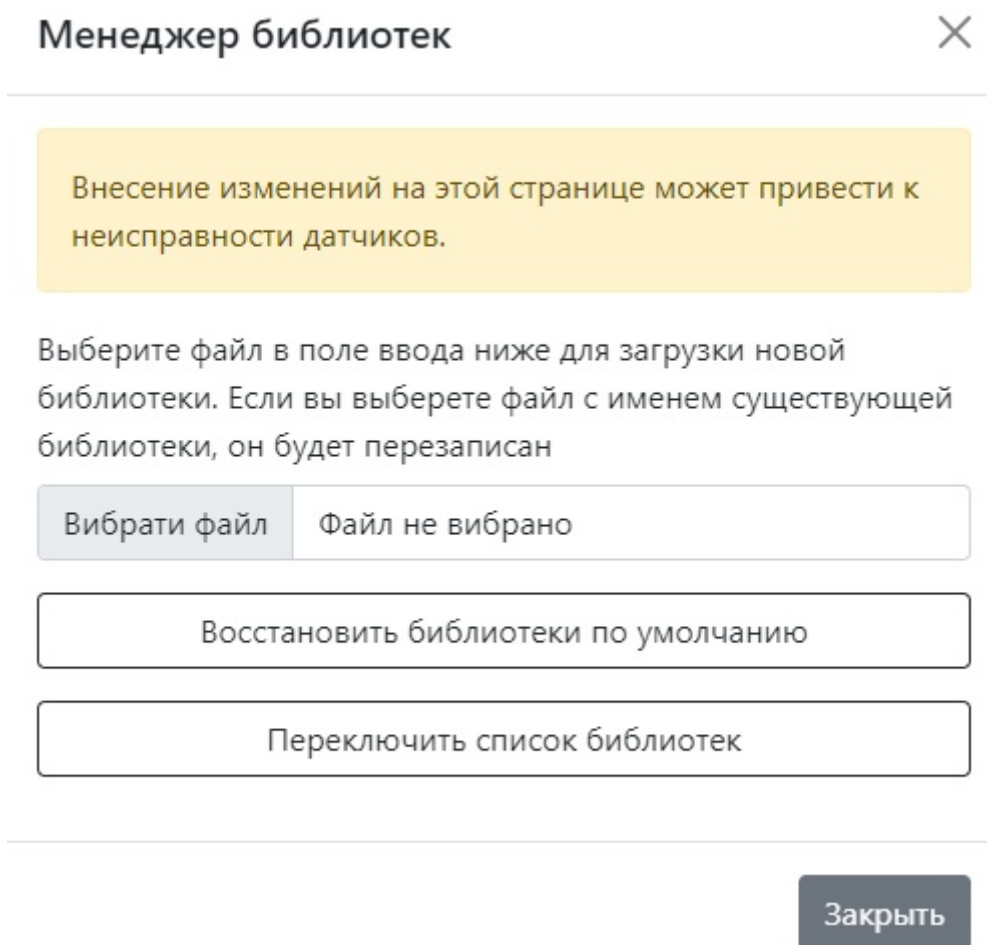 Менеджер библиотек
Внесение изменений на этой странице может привести к
неисправности датчиков.
Выберите файл в поле ввода ниже для загрузки новой
библиотеки. Если вы выберете файл с именем существующей
библиотеки, он будет перезаписан
Вибрати файл Файл не вибрано
Восстановить библиотеки по умолчанию
Переключить список библиотек
Закрыть